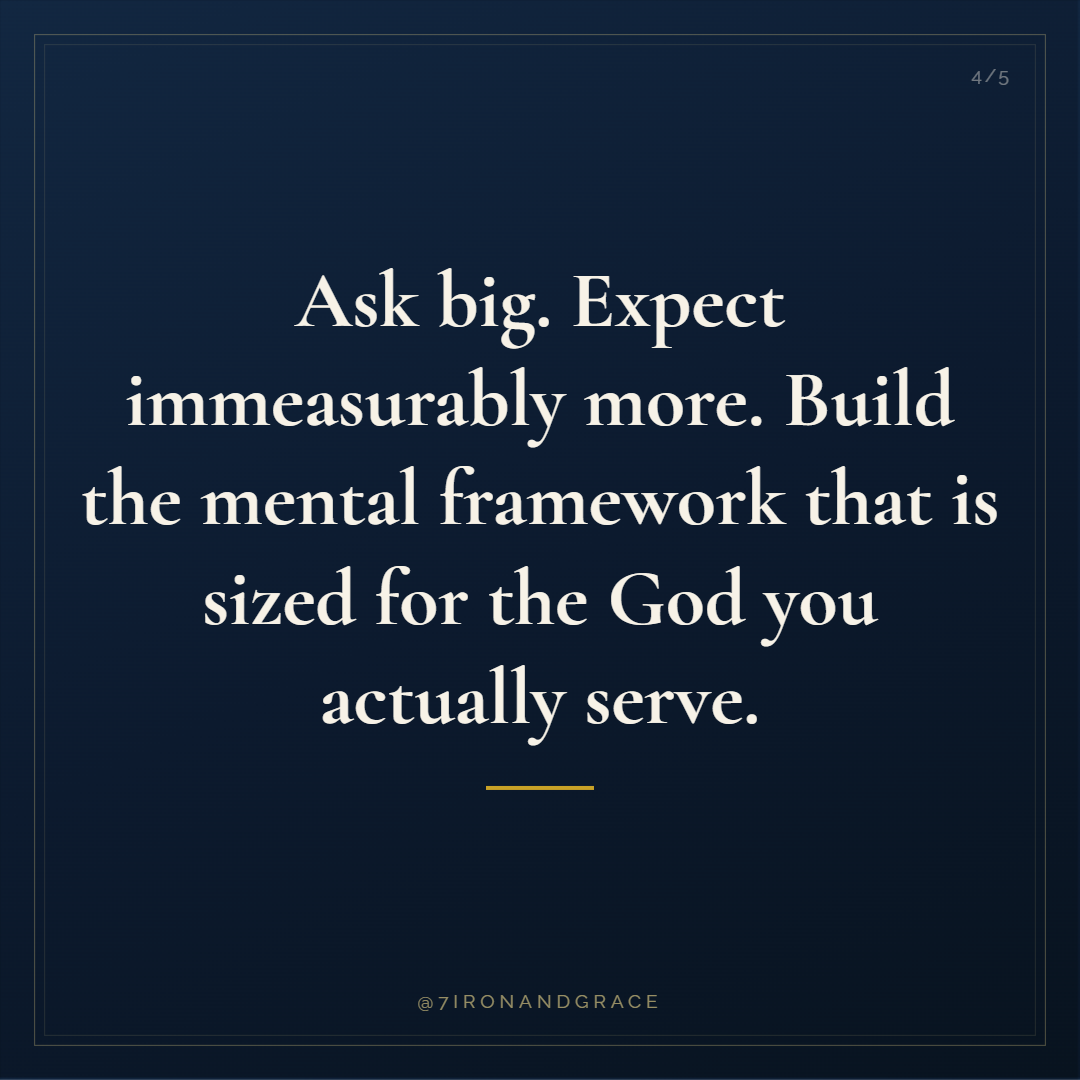 4/5
Ask big. Expect
immeasurably more. Build
the mental framework that is
sized for the God you
actually serve.
@7IRONANDGRACE